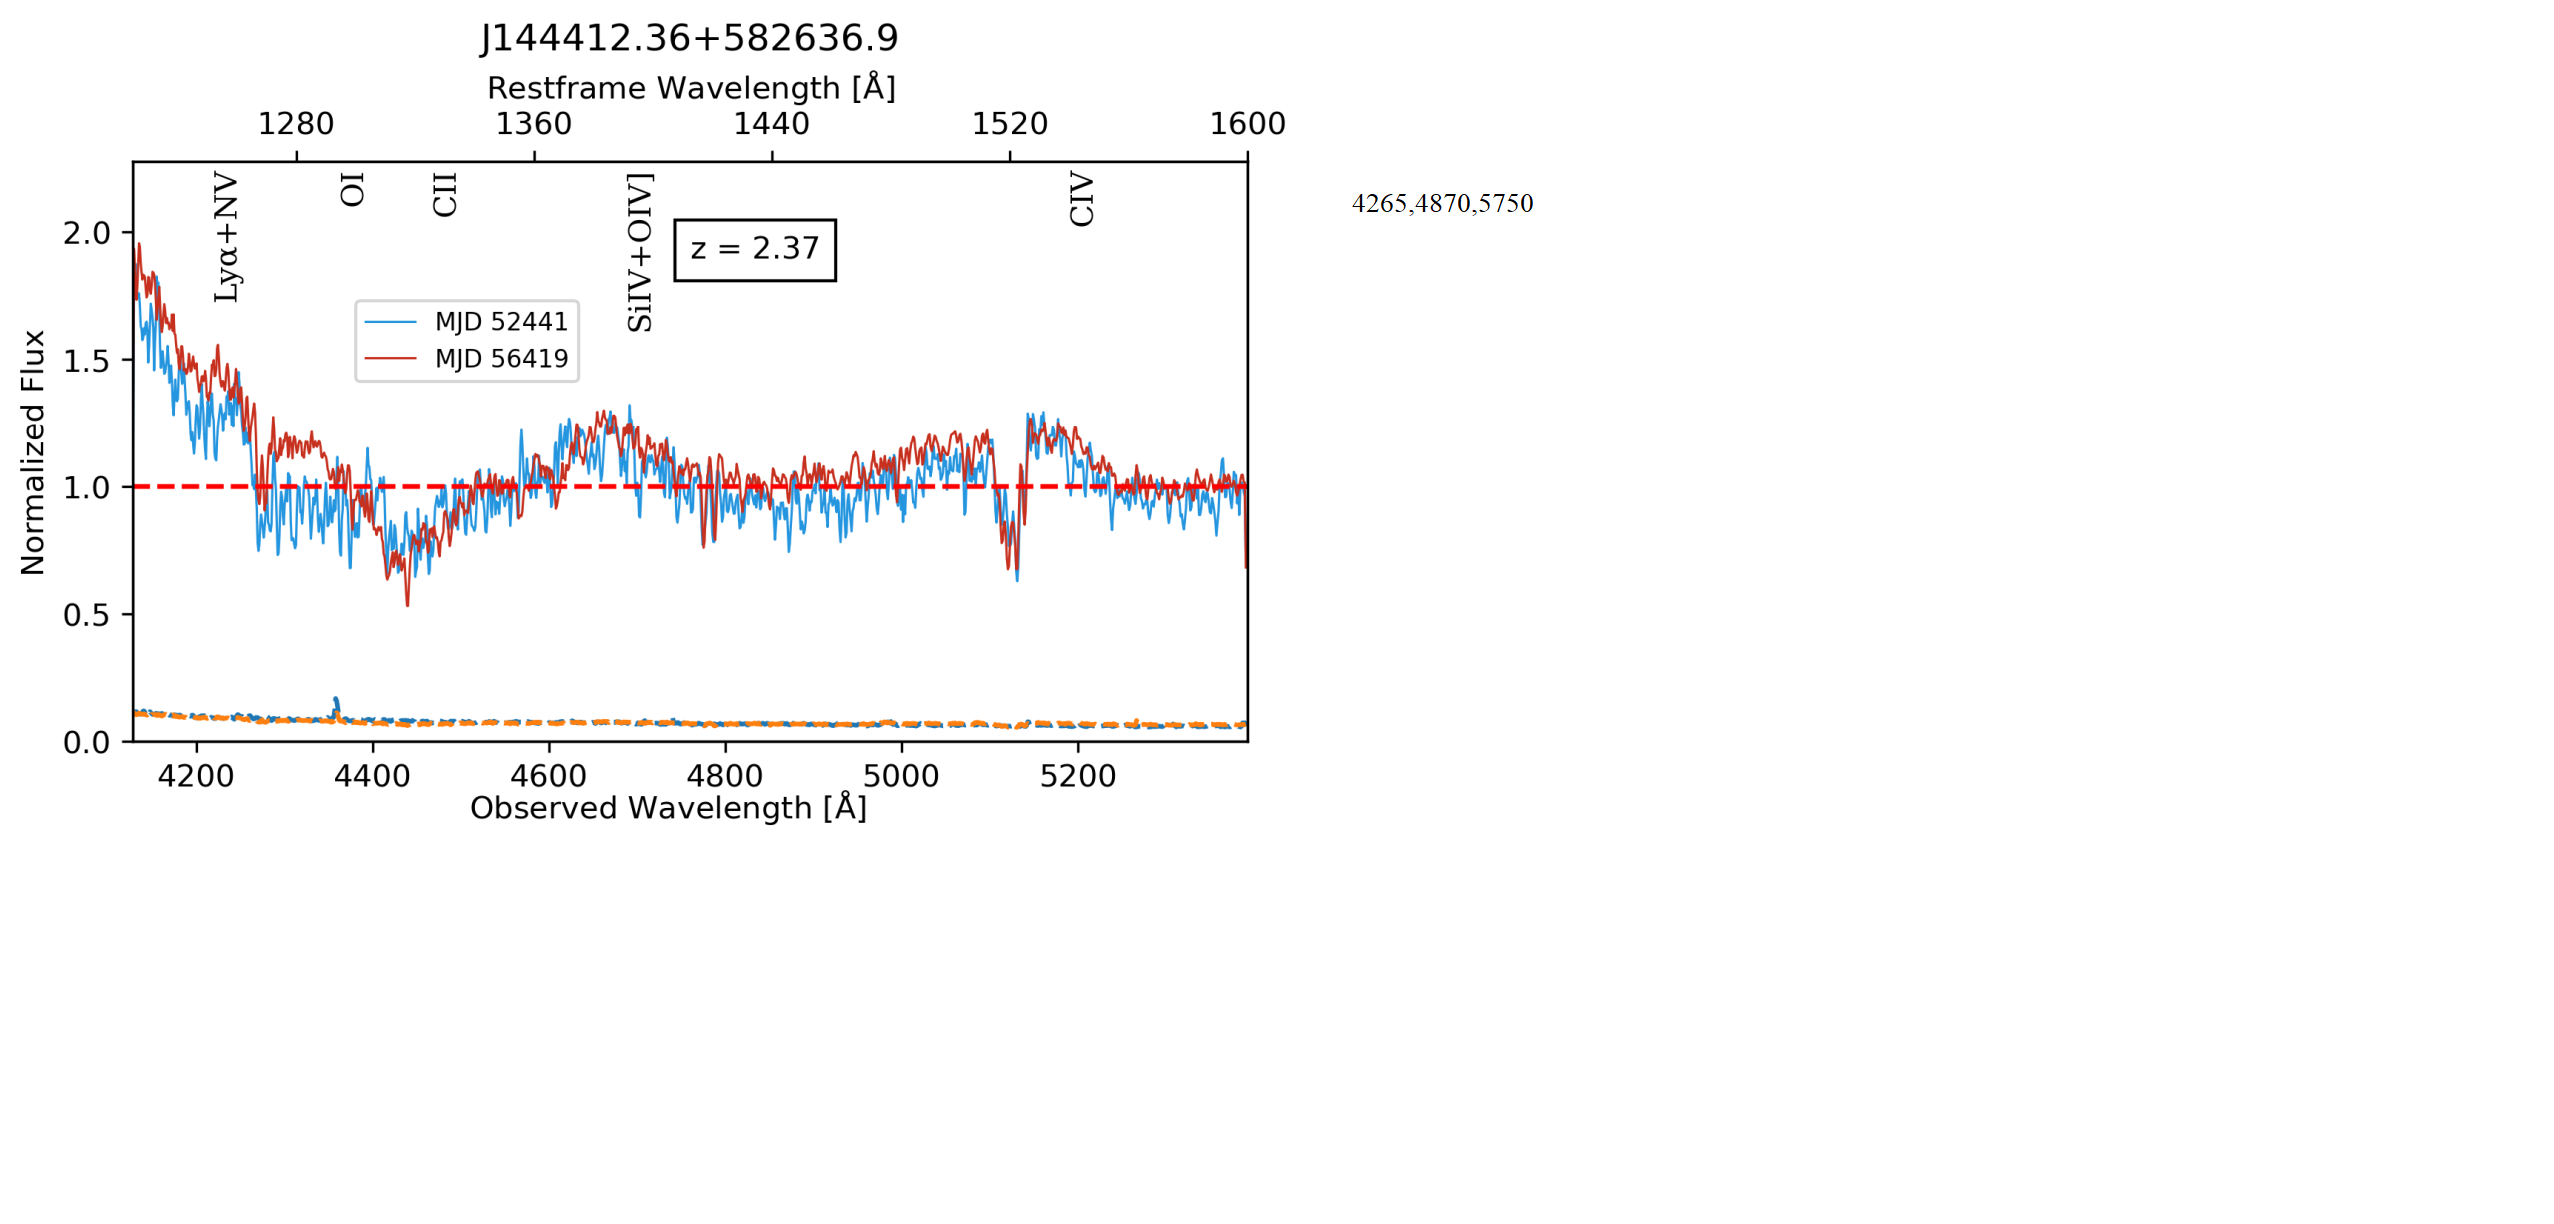 J144412.36+582636.9
Restframe Wavelength [Å]
1280 1360 1440 1520 1600
Lyα+NV
OI
CII
SiIV+OIV]
CIV
z = 2.37
MJD 52441
MJD 56419
Normalized Flux
2.0
1.5
1.0
0.5
0.0
4200 4400 4600 4800 5000 5200
Observed Wavelength [Å]
4265,4870,5750